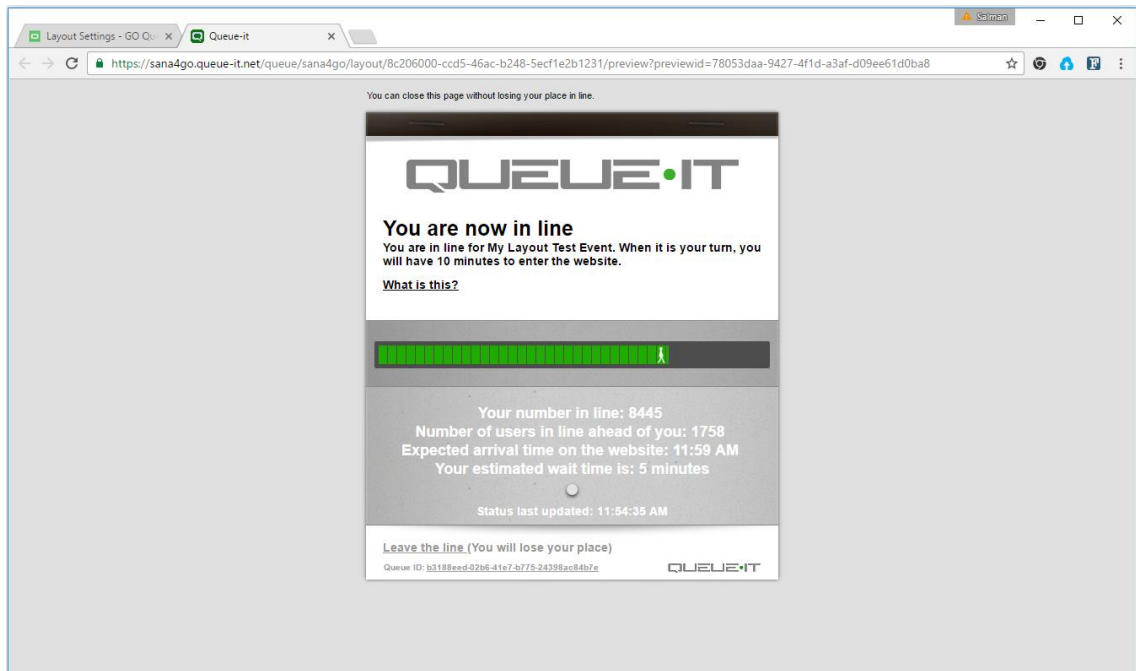 Salman
Layout Settings - GO Qu
Queue-it
https://sana4go.queue-it.net/queue/sana4go/layout/8c206000-ccd5-46ac-b248-5ecf1e2b1231/preview?previewid=78053daa-9427-4f1d-a3af-d09ee61d0ba8
You can close this page without losing your place in line.
QUEUE·IT
You are now in line
You are in line for My Layout Test Event. When it is your turn, you
will have 10 minutes to enter the website.
What is this?
Your number in line: 8445
Number of users in line ahead of you: 1758
Expected arrival time on the website: 11:59 AM
Your estimated wait time is: 5 minutes
Status last updated: 11:54:35 AM
Leave the line (You will lose your place)
Queue ID: b3188eed-02b6-41e7-b775-24398ac84b7e
QUEUE·IT